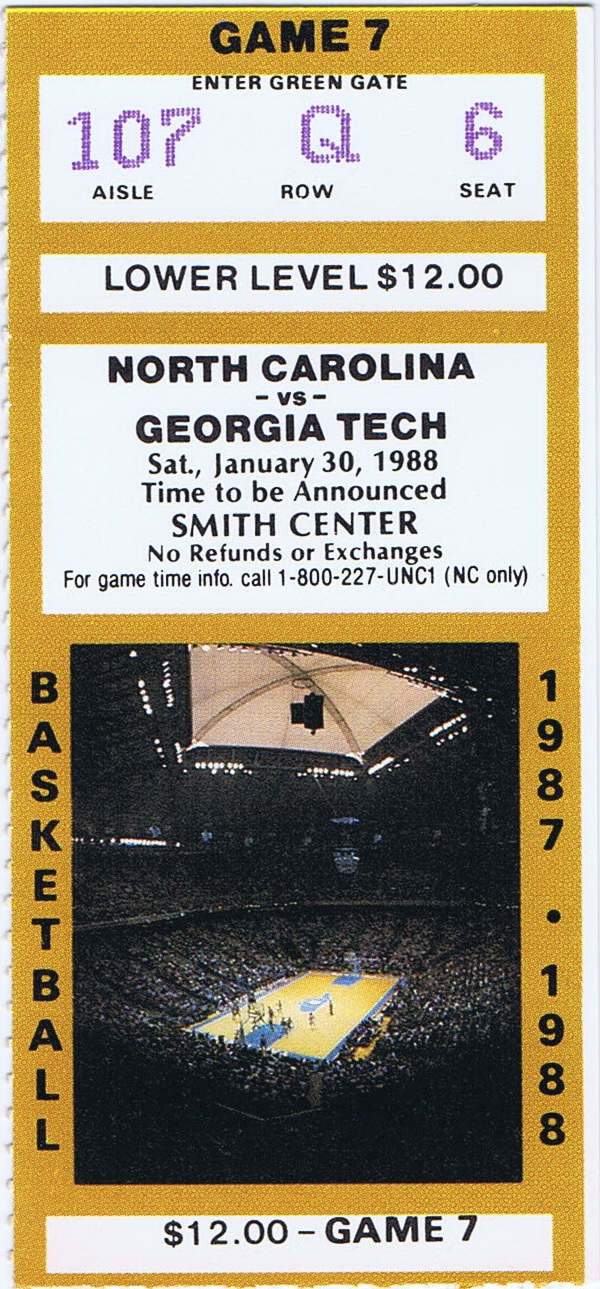 GAME 7
ENTER GREEN GATE
107 Q 6
AISLE ROW SEAT
LOWER LEVEL $12.00
NORTH CAROLINA
- vs -
GEORGIA TECH
Sat., January 30, 1988
Time to be Announced
SMITH CENTER
No Refunds or Exchanges
For game time info. call 1-800-227-UNC1 (NC only)
BASKETBALL
1987 • 1988
$12.00 - GAME 7